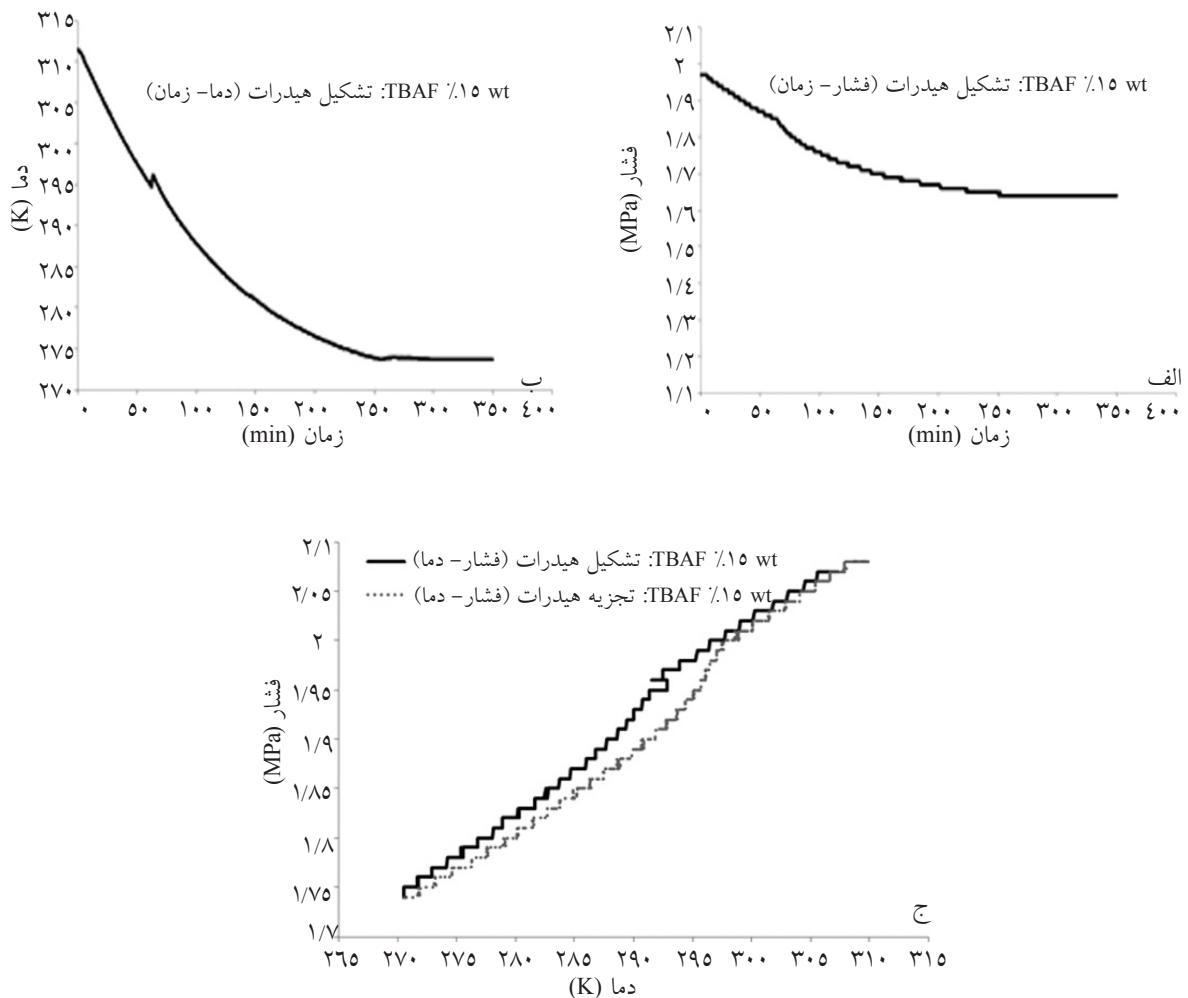 ۲/۱
۲
۱/۹
۱/۸
۱/۷
۱/۶
۱/۵
۱/٤
۱/۳
۱/۲
۱/۱
فشار (MPa)
۱۵ wt٪ TBAF: تشکیل هیدرات (فشار- زمان)
الف
۰ ۵۰ ۱۰۰ ۱۵۰ ۲۰۰ ۲۵۰ ۳۰۰ ۳۵۰ ٤۰۰
زمان (min)
۳۱۵
۳۱۰
۳۰۵
۳۰۰
۲۹۵
۲۹۰
۲۸۵
۲۸۰
۲۷۵
۲۷۰
دما (K)
۱۵ wt٪ TBAF: تشکیل هیدرات (دما- زمان)
ب
۰ ۵۰ ۱۰۰ ۱۵۰ ۲۰۰ ۲۵۰ ۳۰۰ ۳۵۰ ٤۰۰
زمان (min)
۲/۱
۲/۰۵
۲
۱/۹۵
۱/۹
۱/۸۵
۱/۸
۱/۷۵
۱/۷
فشار (MPa)
۱۵ wt٪ TBAF: تشکیل هیدرات (فشار- دما)
۱۵ wt٪ TBAF: تجزیه هیدرات (فشار- دما)
ج
۲۶۵ ۲۷۰ ۲۷۵ ۲۸۰ ۲۸۵ ۲۹۰ ۲۹۵ ۳۰۰ ۳۰۵ ۳۱۰ ۳۱۵
دما (K)